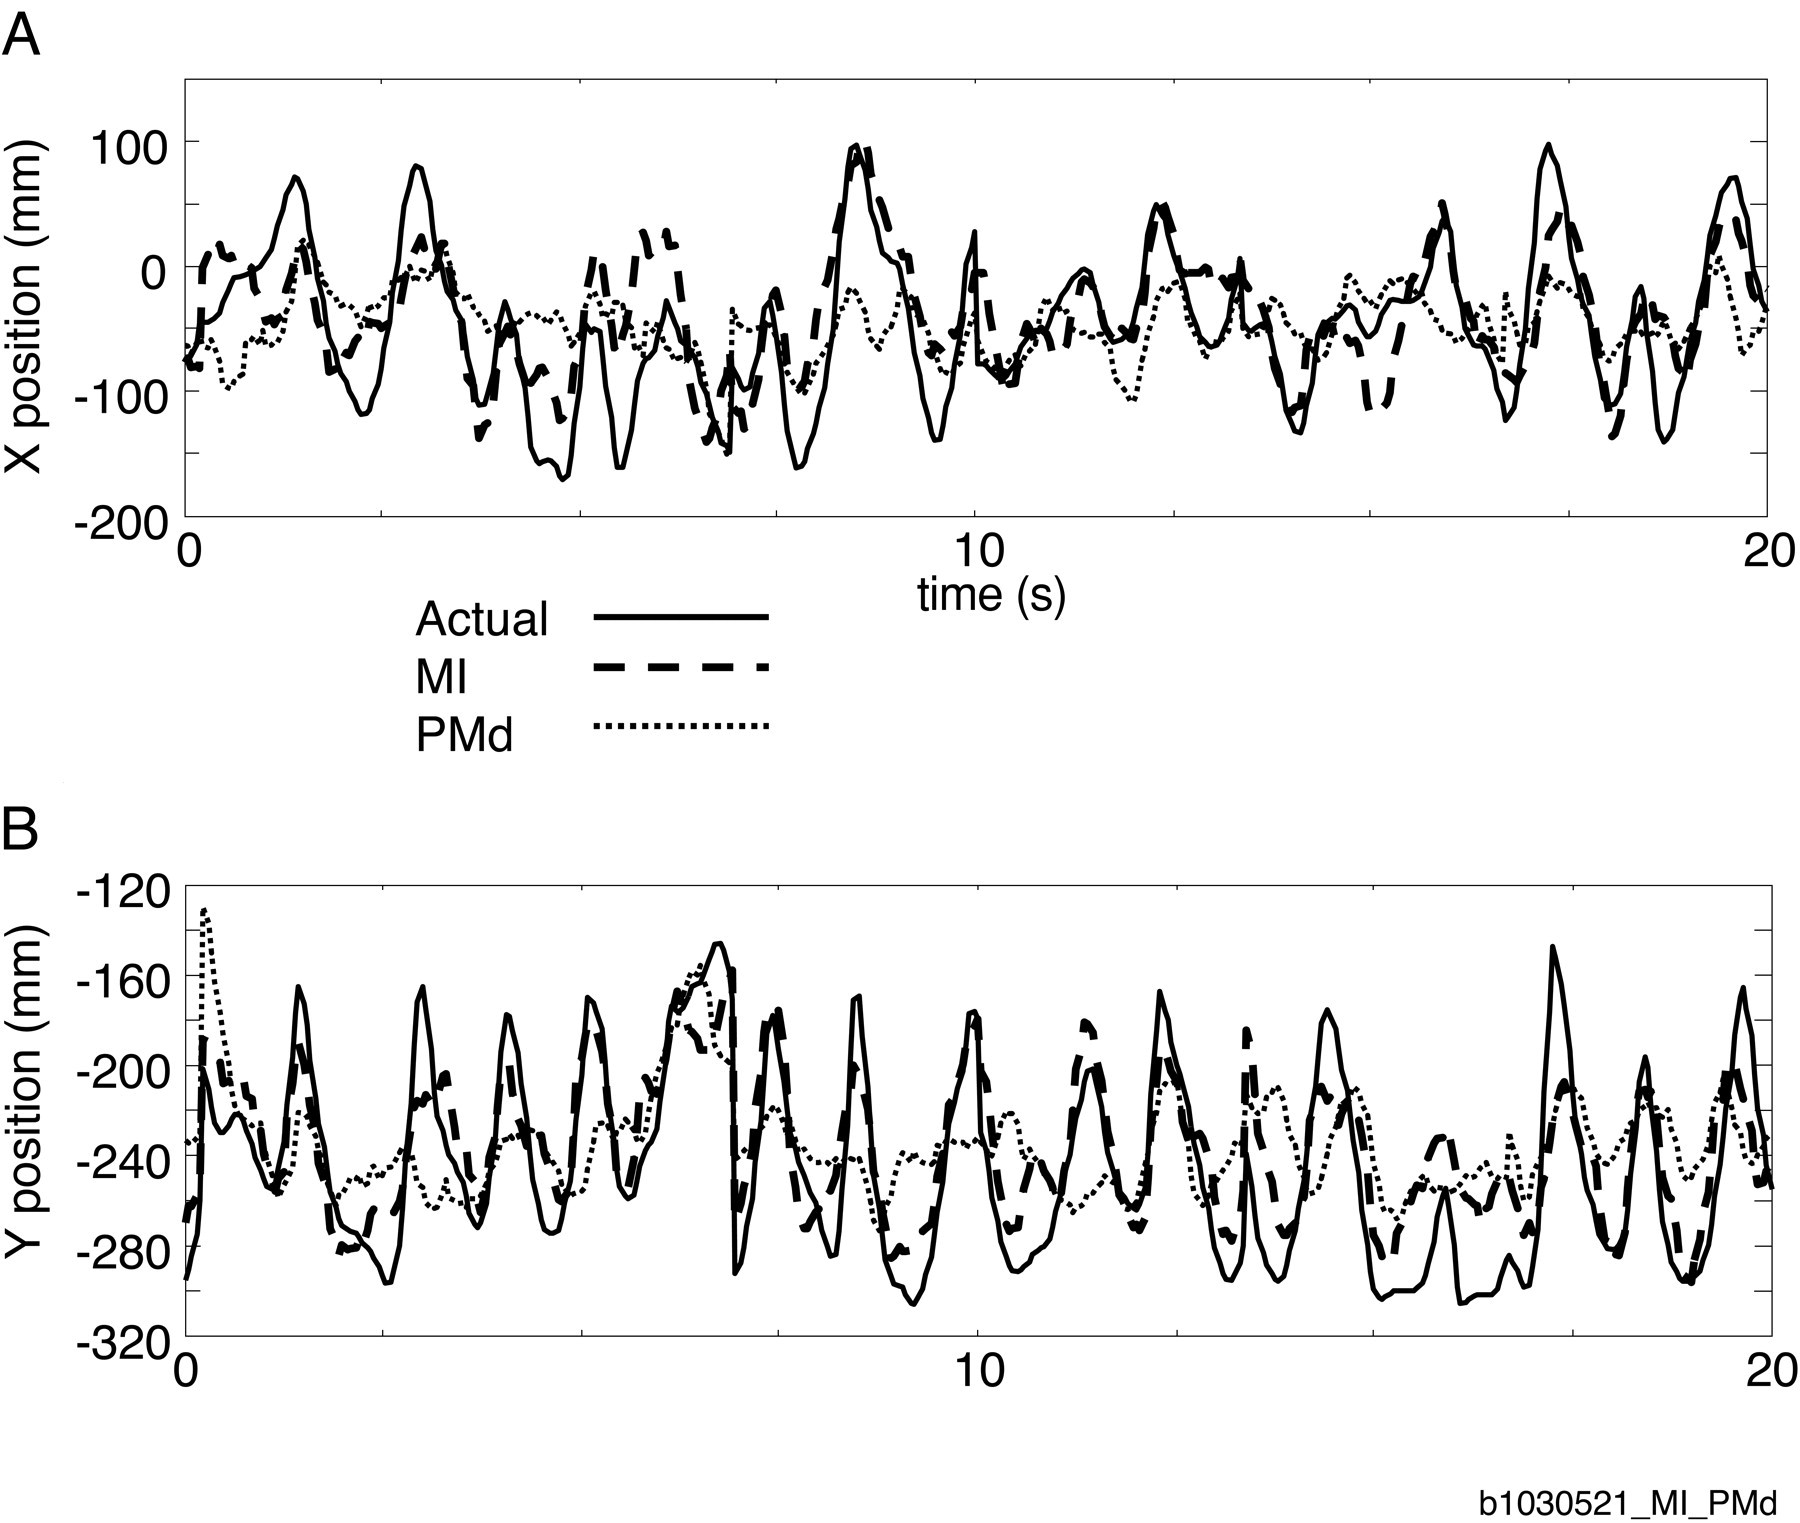 A
X position (mm)
100
0
-100
-200
0 10 20
time (s)
Actual
MI
PMd
B
Y position (mm)
-120
-160
-200
-240
-280
-320
0 10 20
b1030521_MI_PMd